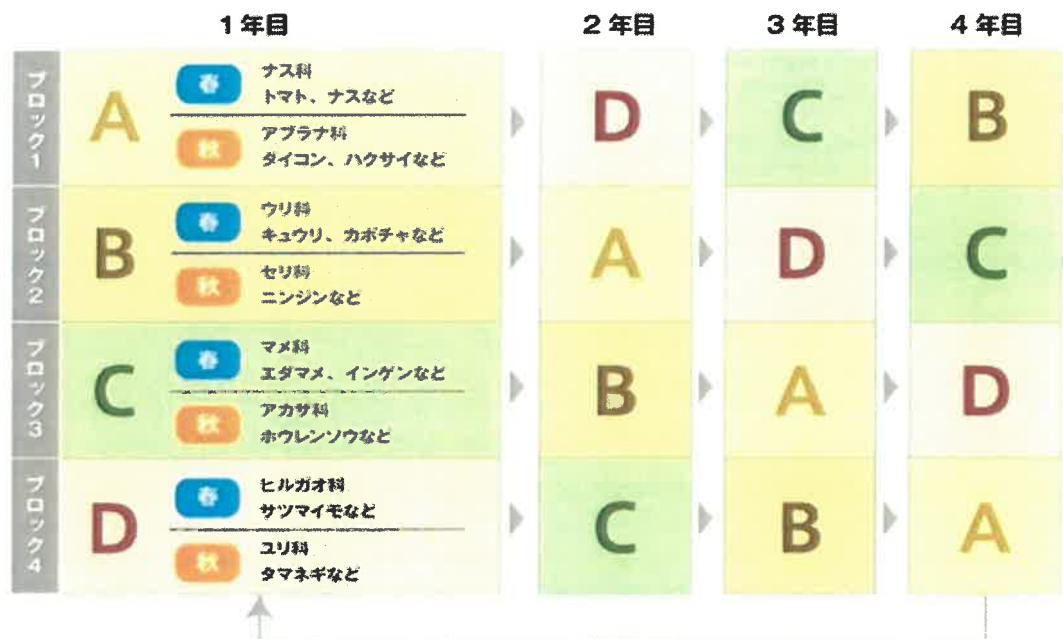 1年目
2年目
3年目
4年目
ブロック1
A
春
ナス科
トマト、ナスなど
秋
アブラナ科
ダイコン、ハクサイなど
D
C
B
ブロック2
B
春
ウリ科
キュウリ、カボチャなど
秋
セリ科
ニンジンなど
A
D
C
ブロック3
C
春
マメ科
エダマメ、インゲンなど
秋
アカザ科
ホウレンソウなど
B
A
D
ブロック4
D
春
ヒルガオ科
サツマイモなど
秋
ユリ科
タマネギなど
C
B
A